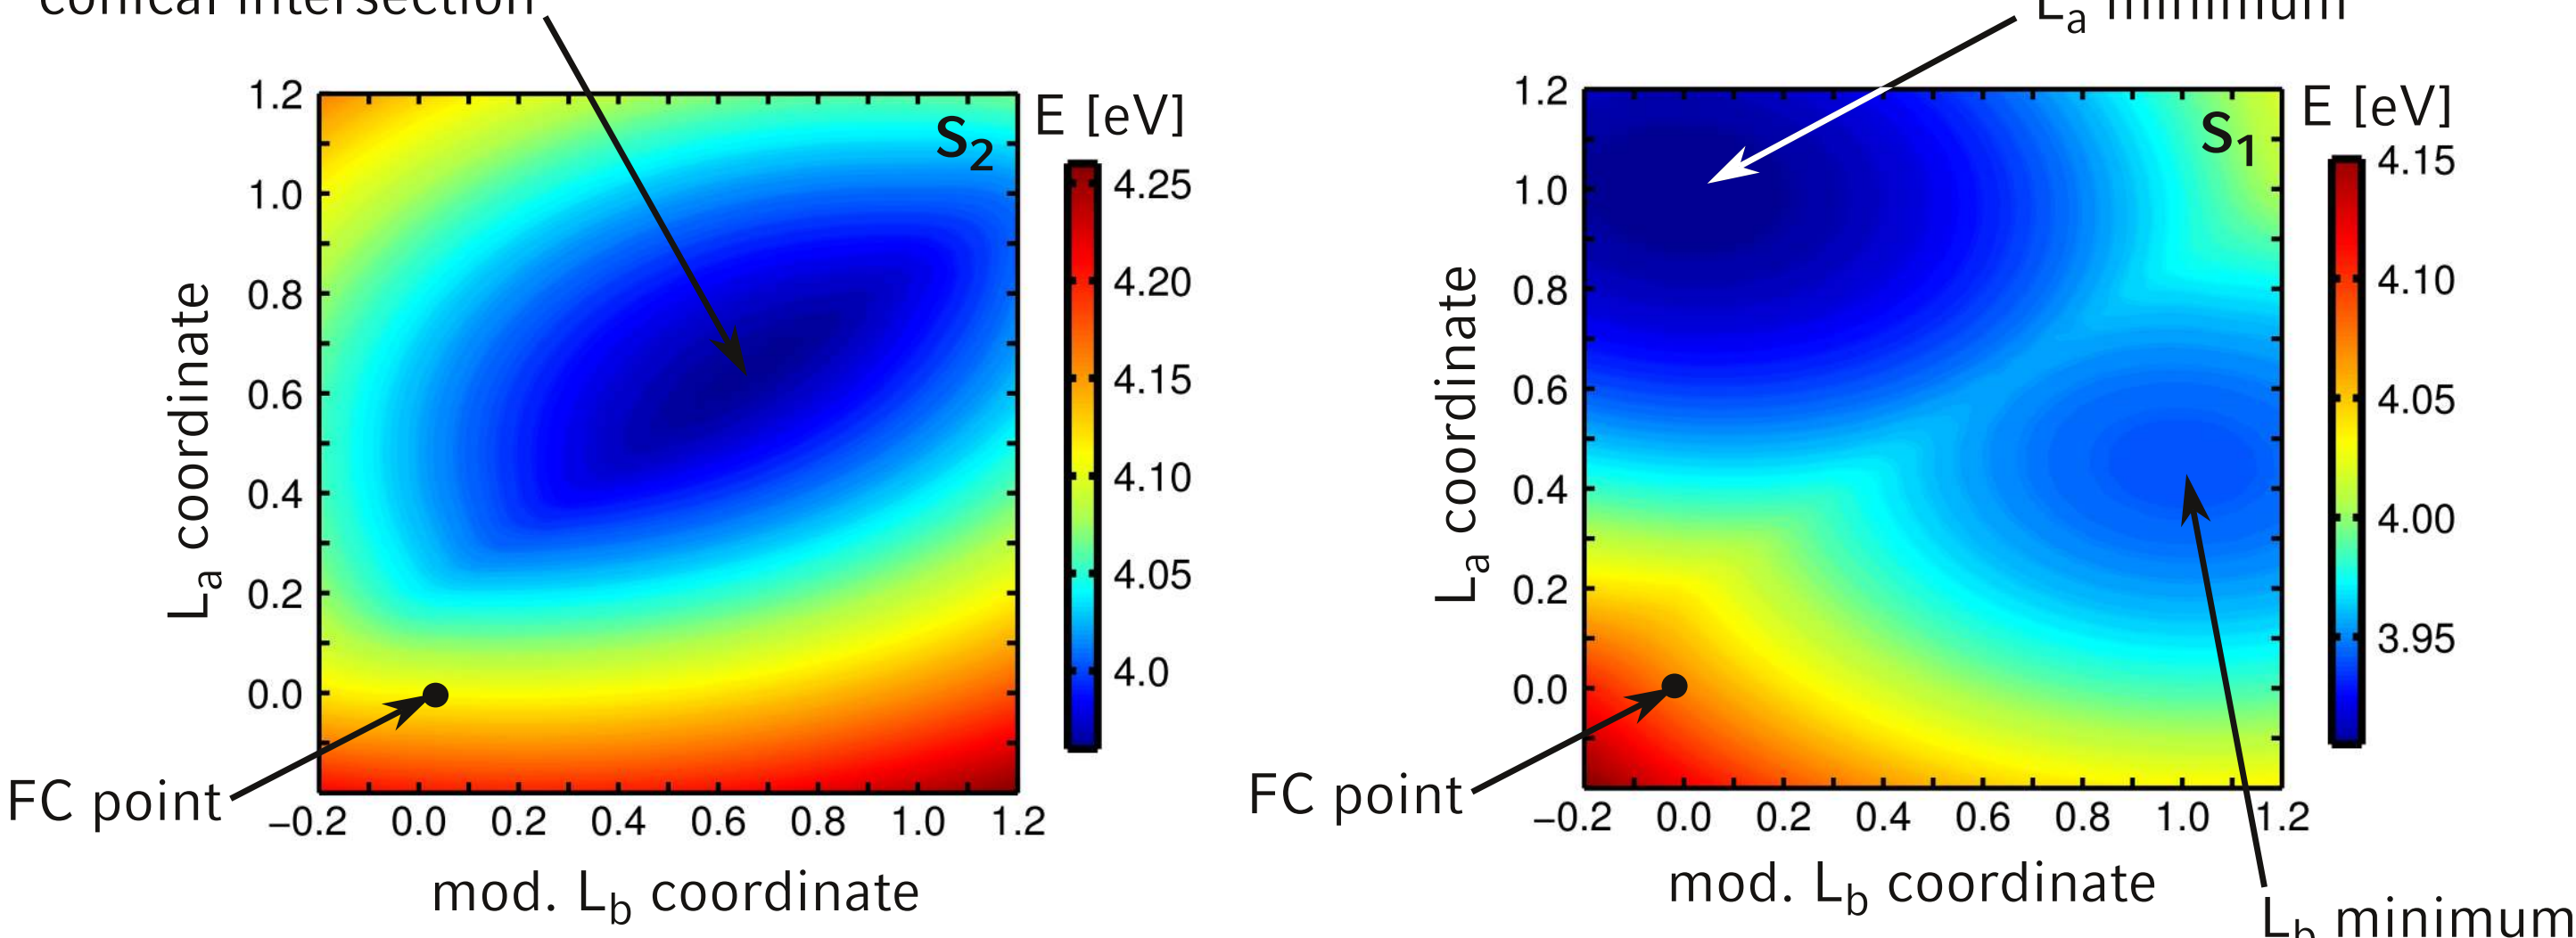 conical intersection
1.2
1.0
0.8
0.6
0.4
0.2
0.0
La coordinate
S2
E [eV]
4.25
4.20
4.15
4.10
4.05
4.0
FC point
−0.2 0.0 0.2 0.4 0.6 0.8 1.0 1.2
mod. Lb coordinate
La minimum
1.2
1.0
0.8
0.6
0.4
0.2
0.0
La coordinate
S1
E [eV]
4.15
4.10
4.05
4.00
3.95
FC point
−0.2 0.0 0.2 0.4 0.6 0.8 1.0 1.2
mod. Lb coordinate
Lb minimum